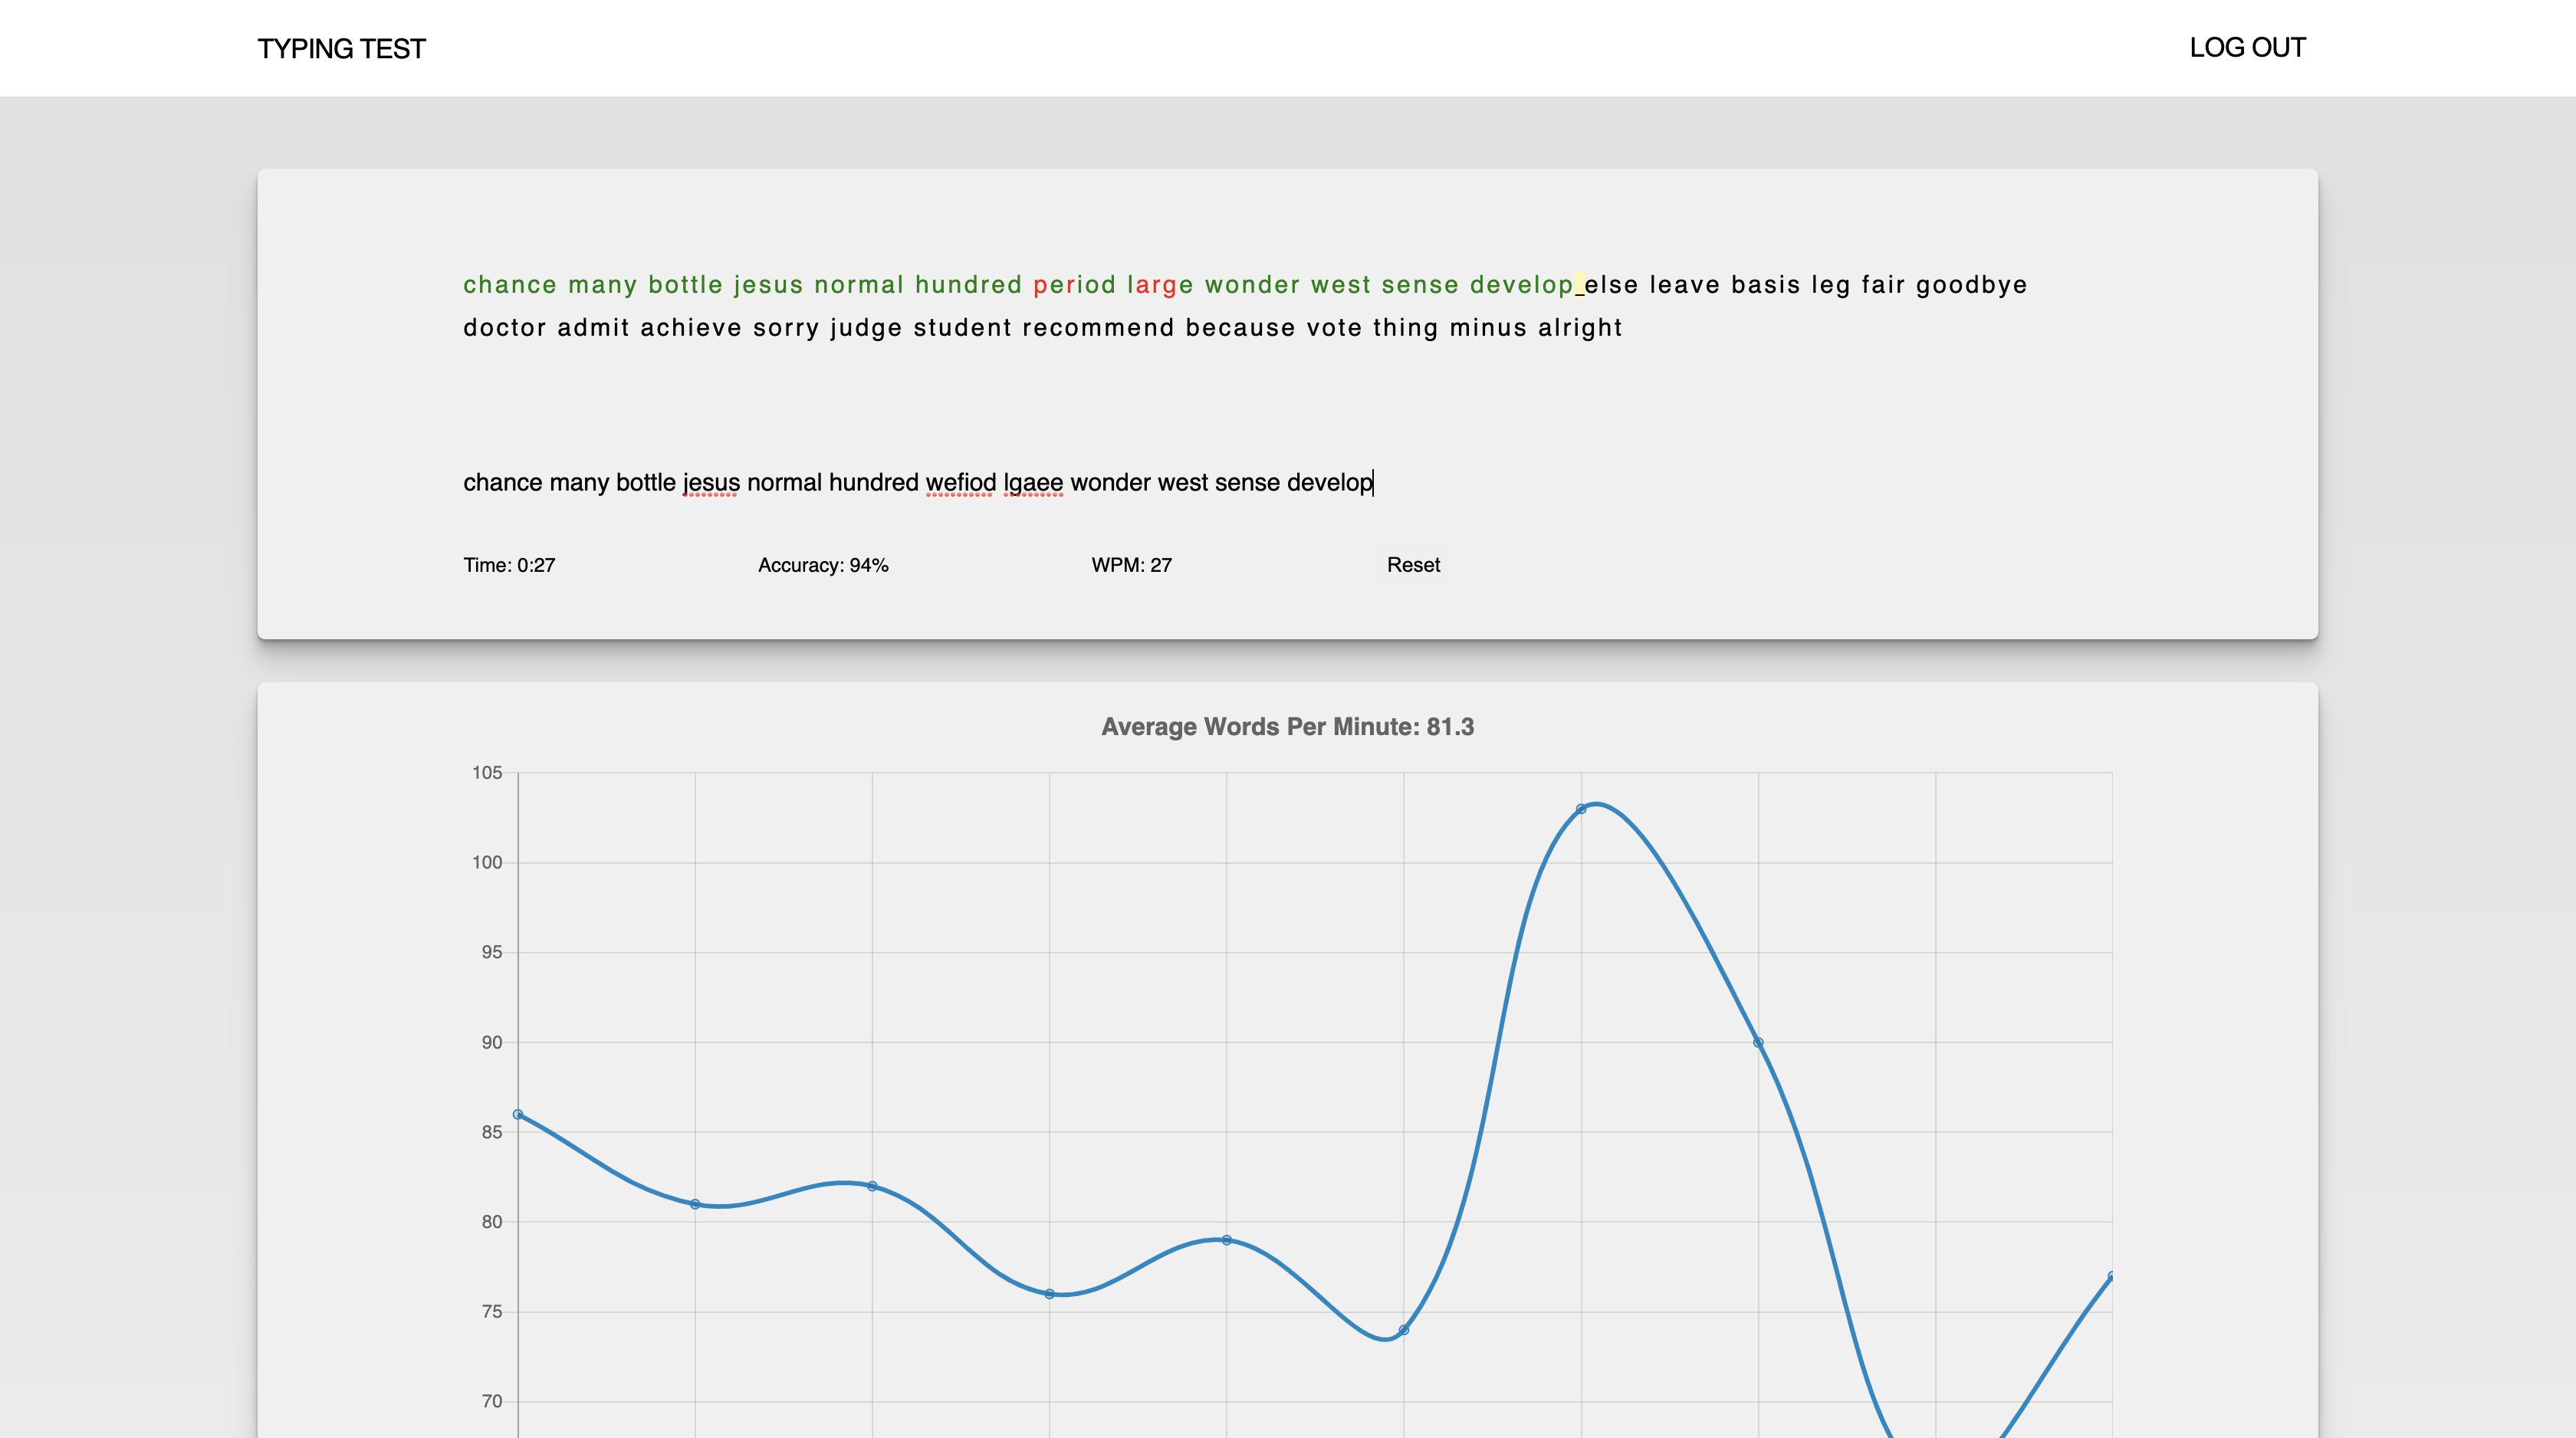 TYPING TEST
LOG OUT
chance many bottle jesus normal hundred period large wonder west sense develop_else leave basis leg fair goodbye
doctor admit achieve sorry judge student recommend because vote thing minus alright
chance many bottle jesus normal hundred wefiod lgaee wonder west sense develop
Time: 0:27
Accuracy: 94%
WPM: 27
Reset
Average Words Per Minute: 81.3
105
100
95
90
85
80
75
70